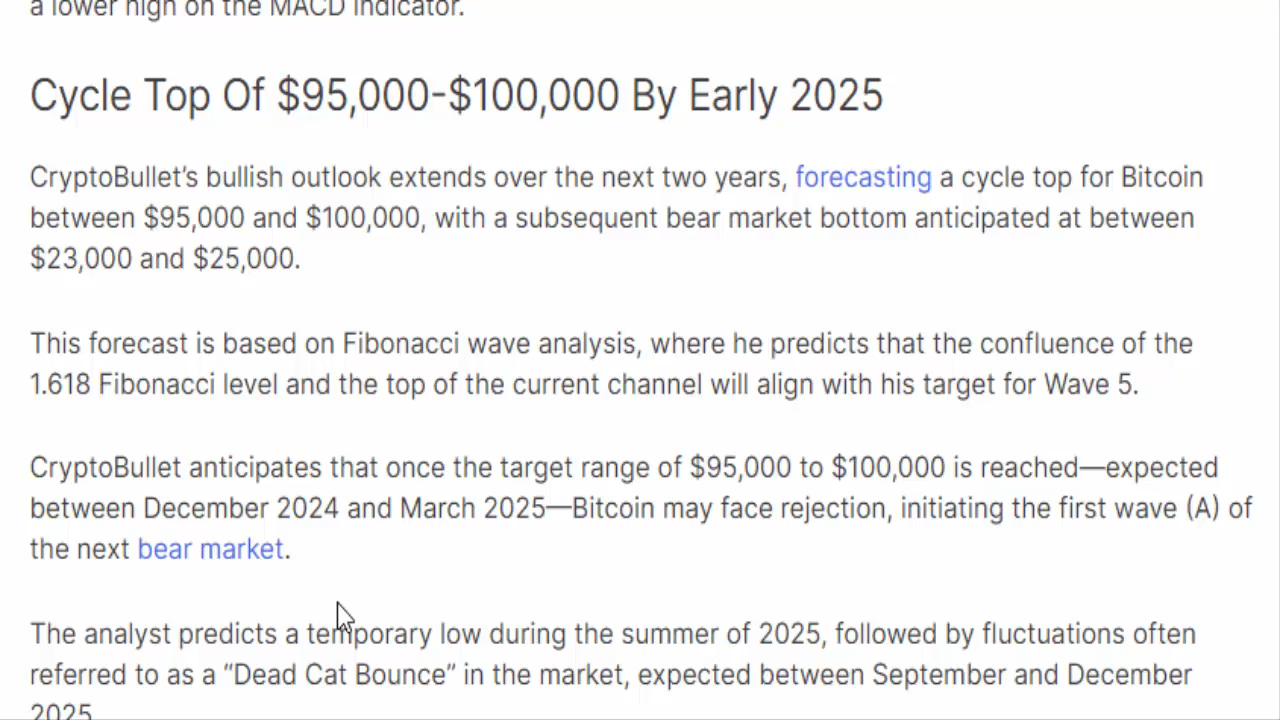 a lower high on the MACD indicator.
Cycle Top Of $95,000-$100,000 By Early 2025
CryptoBullet’s bullish outlook extends over the next two years, forecasting a cycle top for Bitcoin
between $95,000 and $100,000, with a subsequent bear market bottom anticipated at between
$23,000 and $25,000.
This forecast is based on Fibonacci wave analysis, where he predicts that the confluence of the
1.618 Fibonacci level and the top of the current channel will align with his target for Wave 5.
CryptoBullet anticipates that once the target range of $95,000 to $100,000 is reached—expected
between December 2024 and March 2025—Bitcoin may face rejection, initiating the first wave (A) of
the next bear market.
The analyst predicts a temporary low during the summer of 2025, followed by fluctuations often
referred to as a “Dead Cat Bounce” in the market, expected between September and December
2025.